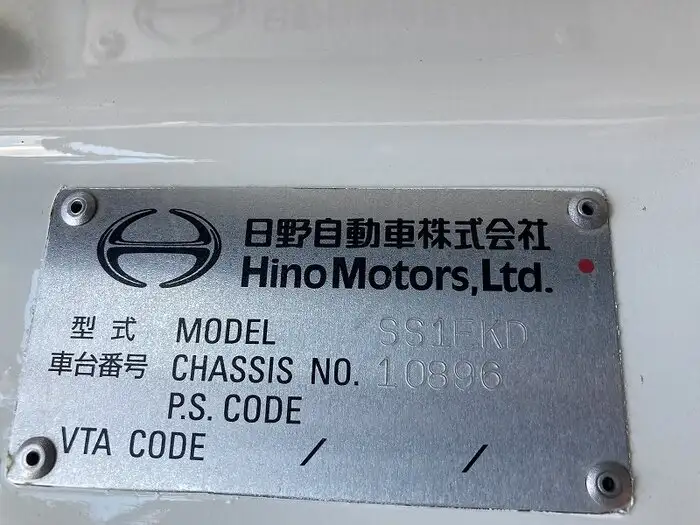 日野自動車株式会社
Hino Motors, Ltd.
型式 MODEL SS1EKD
車台番号 CHASSIS NO. 10896
P.S. CODE
VTA CODE / /